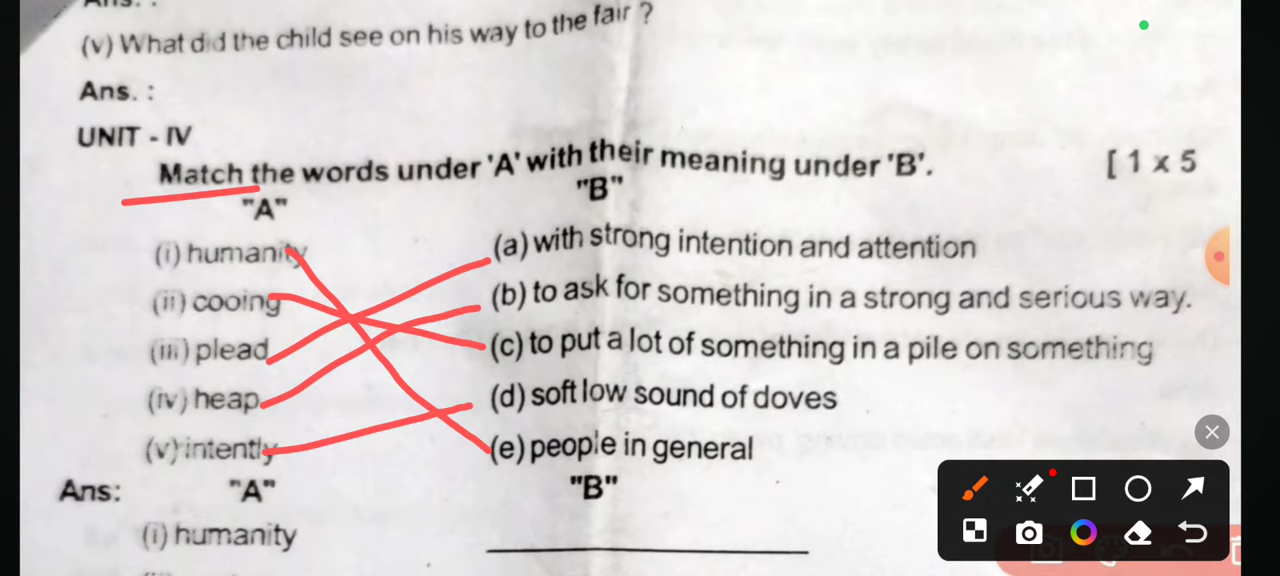 (v) What did the child see on his way to the fair ?
Ans. :
UNIT - IV
Match the words under 'A' with their meaning under 'B'. [ 1 x 5
"A" "B"
(i) humanity (a) with strong intention and attention
(ii) cooing (b) to ask for something in a strong and serious way.
(iii) plead (c) to put a lot of something in a pile on something
(iv) heap (d) soft low sound of doves
(v) intently (e) people in general
Ans: "A" "B"
(i) humanity